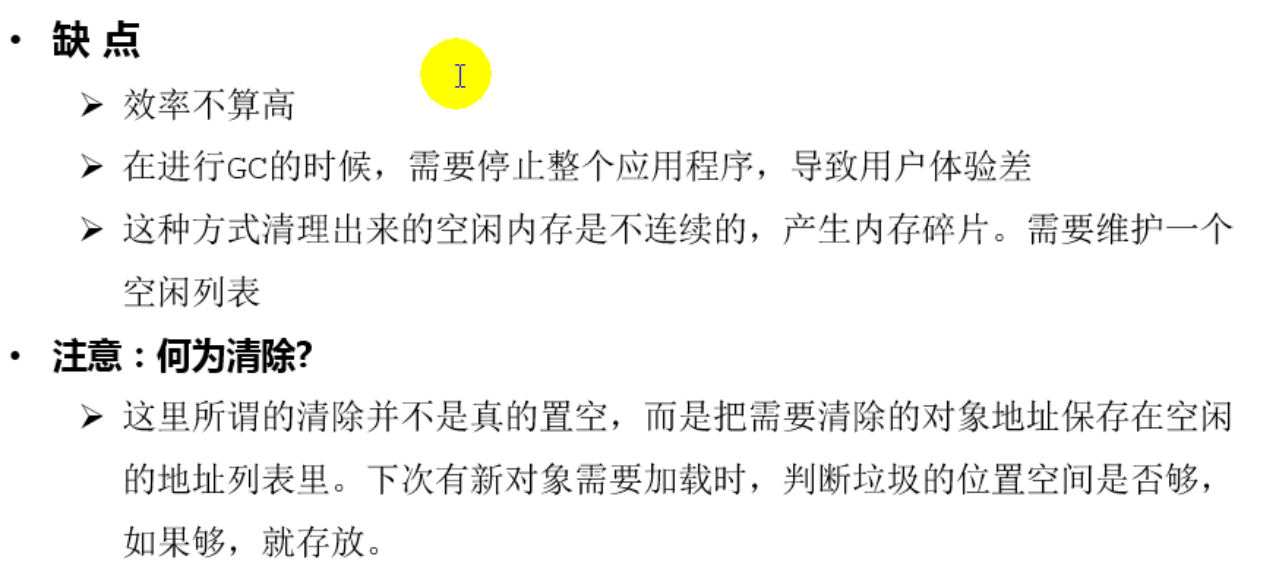 • 缺 点
➢ 效率不算高
➢ 在进行GC的时候，需要停止整个应用程序，导致用户体验差
➢ 这种方式清理出来的空闲内存是不连续的，产生内存碎片。需要维护一个
空闲列表
• 注意：何为清除?
➢ 这里所谓的清除并不是真的置空，而是把需要清除的对象地址保存在空闲
的地址列表里。下次有新对象需要加载时，判断垃圾的位置空间是否够，
如果够，就存放。